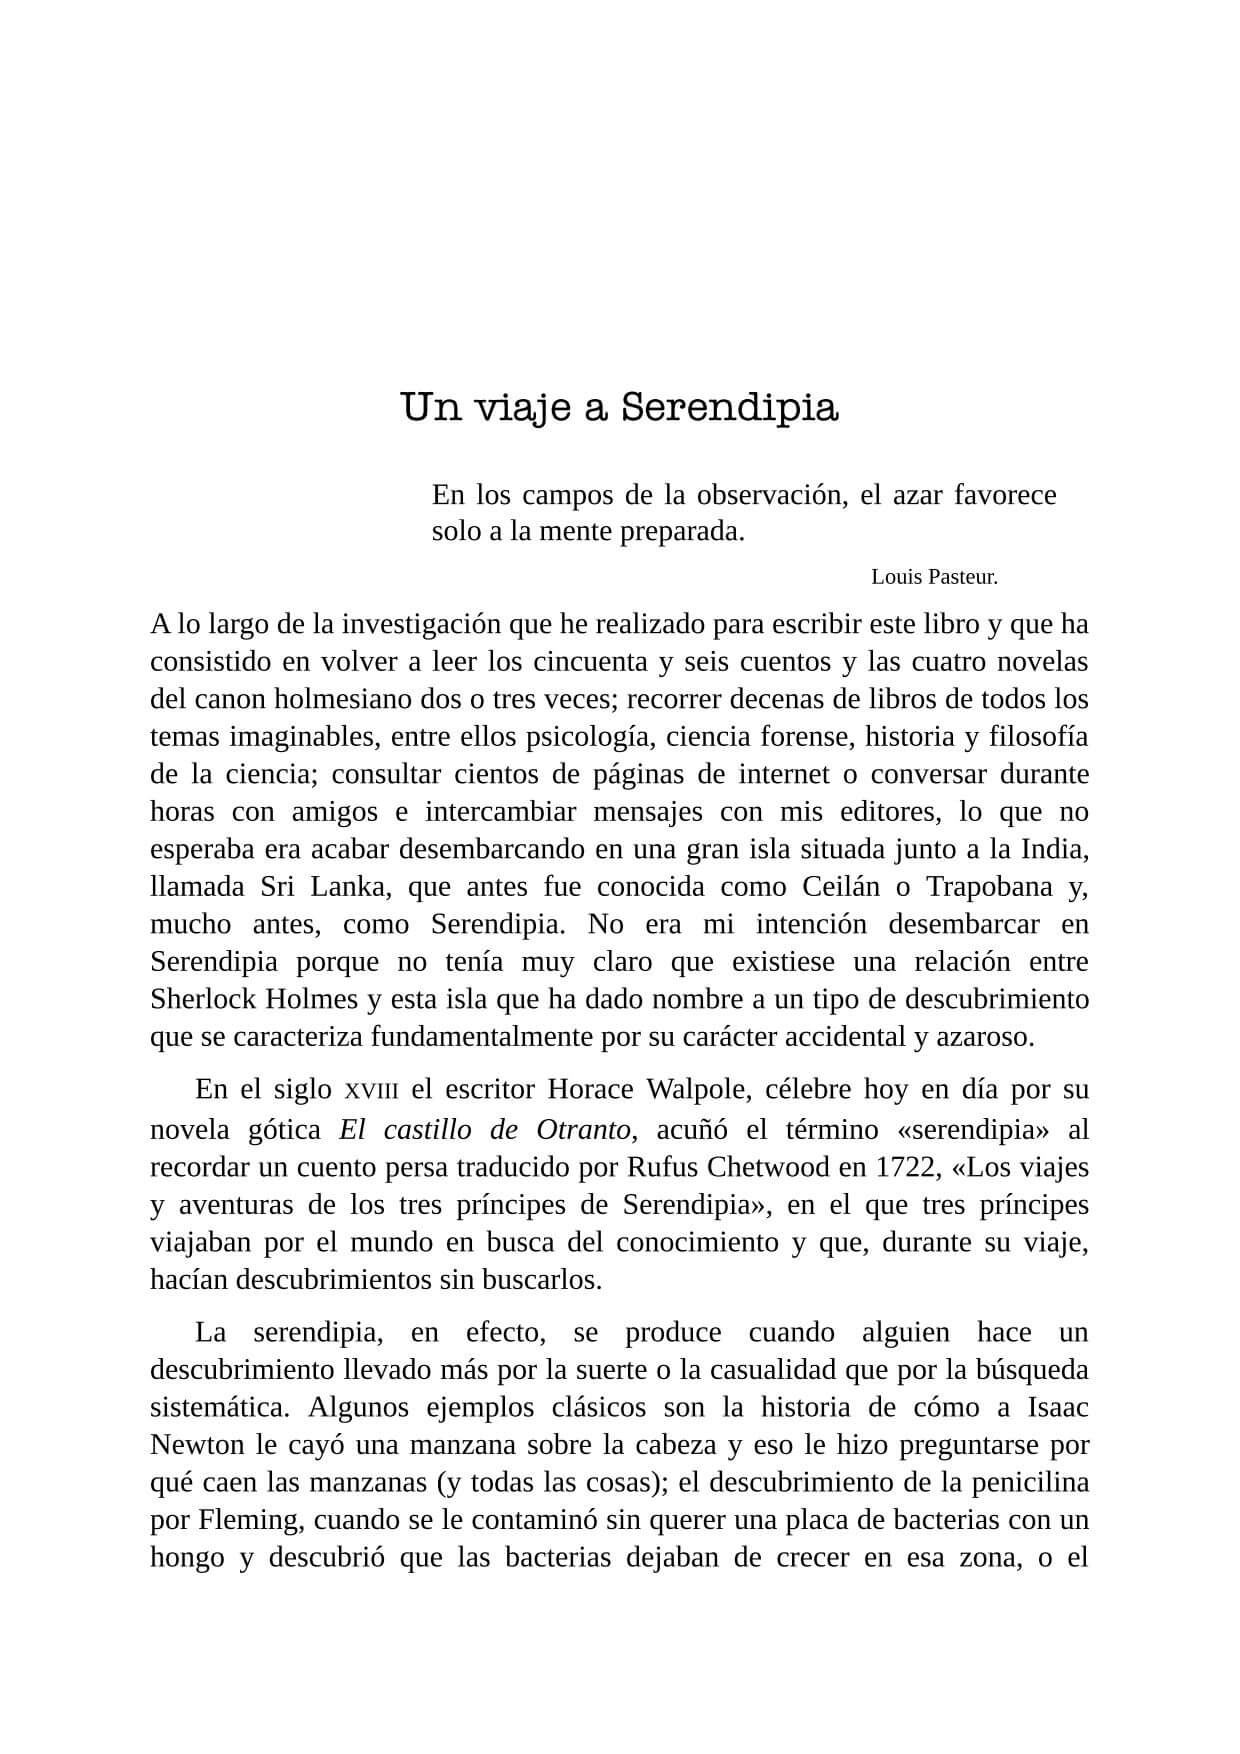 Un viaje a Serendipia
En los campos de la observación, el azar favorece
solo a la mente preparada.
Louis Pasteur.
A lo largo de la investigación que he realizado para escribir este libro y que ha
consistido en volver a leer los cincuenta y seis cuentos y las cuatro novelas
del canon holmesiano dos o tres veces; recorrer decenas de libros de todos los
temas imaginables, entre ellos psicología, ciencia forense, historia y filosofía
de la ciencia; consultar cientos de páginas de internet o conversar durante
horas con amigos e intercambiar mensajes con mis editores, lo que no
esperaba era acabar desembarcando en una gran isla situada junto a la India,
llamada Sri Lanka, que antes fue conocida como Ceilán o Trapobana y,
mucho antes, como Serendipia. No era mi intención desembarcar en
Serendipia porque no tenía muy claro que existiese una relación entre
Sherlock Holmes y esta isla que ha dado nombre a un tipo de descubrimiento
que se caracteriza fundamentalmente por su carácter accidental y azaroso.
En el siglo XVIII el escritor Horace Walpole, célebre hoy en día por su
novela gótica El castillo de Otranto, acuñó el término «serendipia» al
recordar un cuento persa traducido por Rufus Chetwood en 1722, «Los viajes
y aventuras de los tres príncipes de Serendipia», en el que tres príncipes
viajaban por el mundo en busca del conocimiento y que, durante su viaje,
hacían descubrimientos sin buscarlos.
La serendipia, en efecto, se produce cuando alguien hace un
descubrimiento llevado más por la suerte o la casualidad que por la búsqueda
sistemática. Algunos ejemplos clásicos son la historia de cómo a Isaac
Newton le cayó una manzana sobre la cabeza y eso le hizo preguntarse por
qué caen las manzanas (y todas las cosas); el descubrimiento de la penicilina
por Fleming, cuando se le contaminó sin querer una placa de bacterias con un
hongo y descubrió que las bacterias dejaban de crecer en esa zona, o el